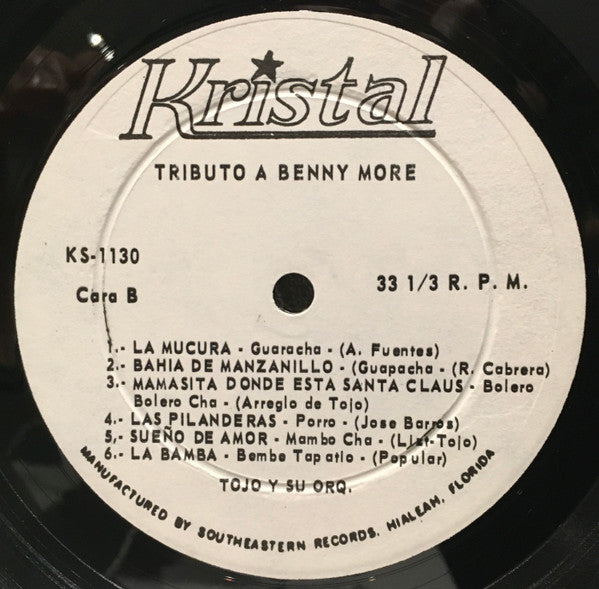 Kristal
TRIBUTO A BENNY MORE
KS-1130
Cara B
33 1/3 R. P. M.
1.- LA MUCURA - Guaracha - (A. Fuentes)
2.- BAHIA DE MANZANILLO - (Guapacha - (R. Cabrera)
3.- MAMASITA DONDE ESTA SANTA CLAUS - Bolero
Bolero Cha - (Arreglo de Tojo)
4.- LAS PILANDERAS - Porro - (Jose Barros)
5,- SUEÑO DE AMOR - Mambo Cha - (Lizt-Tojo)
6.- LA BAMBA - Bembe Tapatio - (Popular)
TOJO Y SU ORQ.
MANUFACTURED BY SOUTHEASTERN RECORDS, HIALEAH, FLORIDA